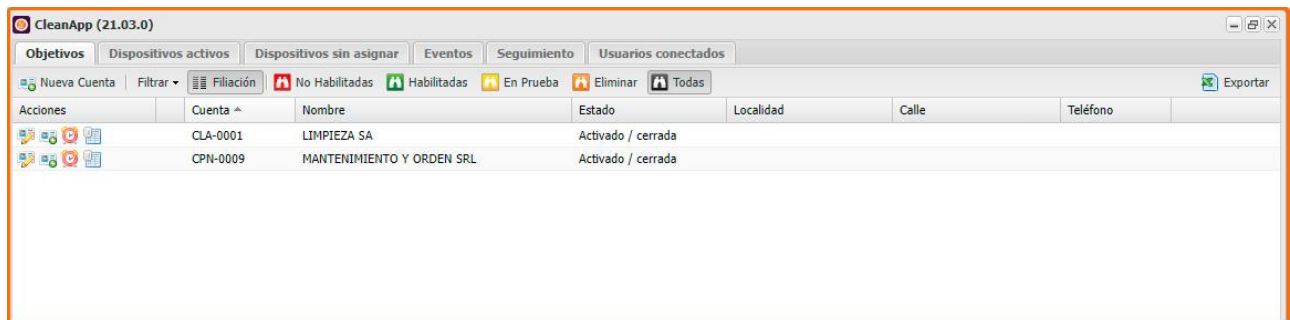 CleanApp (21.03.0)
Objetivos Dispositivos activos Dispositivos sin asignar Eventos Seguimiento Usuarios conectados
Nueva Cuenta Filtrar Filiación No Habilitadas Habilitadas En Prueba Eliminar Todas Exportar
Acciones Cuenta Nombre Estado Localidad Calle Teléfono
CLA-0001 LIMPIEZA SA Activado / cerrada
CPN-0009 MANTENIMIENTO Y ORDEN SRL Activado / cerrada